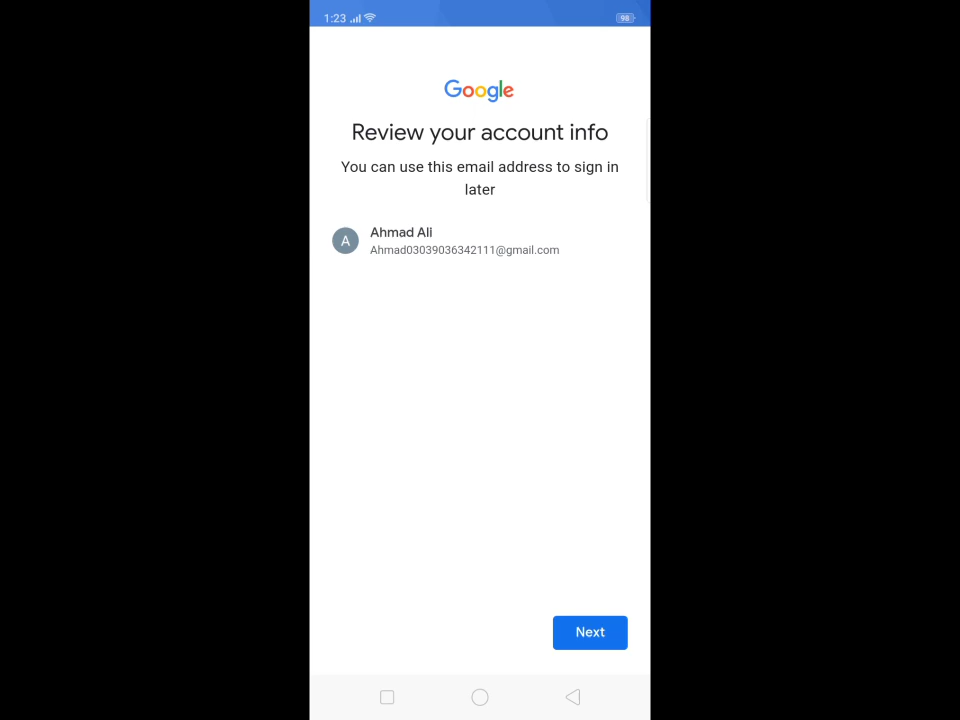 1:23
98
Google
Review your account info
You can use this email address to sign in
later
A
Ahmad Ali
Ahmad03039036342111@gmail.com
Next